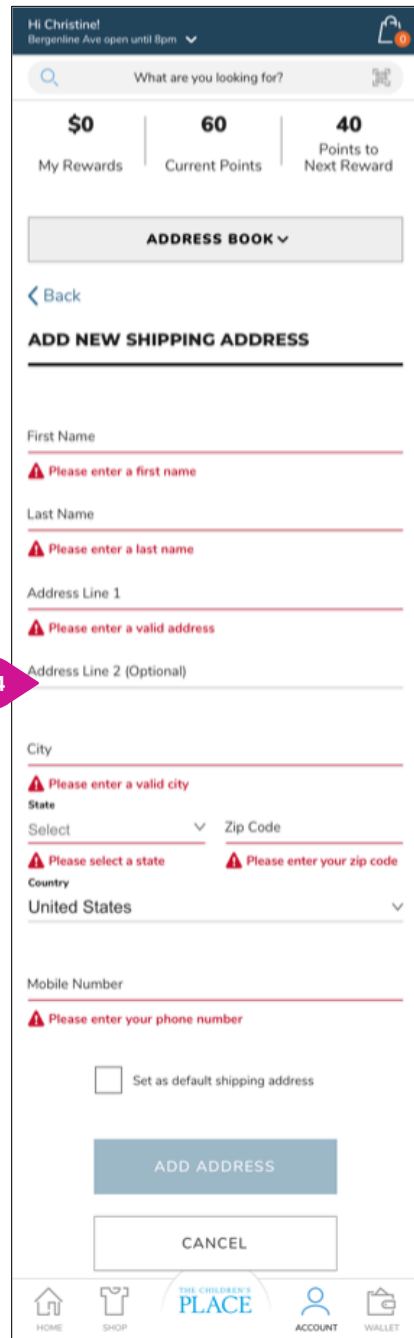 Hi Christine!
Bergenline Ave open until 8pm
0
What are you looking for?
$0
60
40
My Rewards
Current Points
Points to
Next Reward
ADDRESS BOOK
Back
ADD NEW SHIPPING ADDRESS
First Name
Please enter a first name
Last Name
Please enter a last name
Address Line 1
Please enter a valid address
4
Address Line 2 (Optional)
City
Please enter a valid city
State
Select
Zip Code
Please select a state
Please enter your zip code
Country
United States
Mobile Number
Please enter your phone number
Set as default shipping address
ADD ADDRESS
CANCEL
THE CHILDREN'S
PLACE
HOME
SHOP
ACCOUNT
WALLET